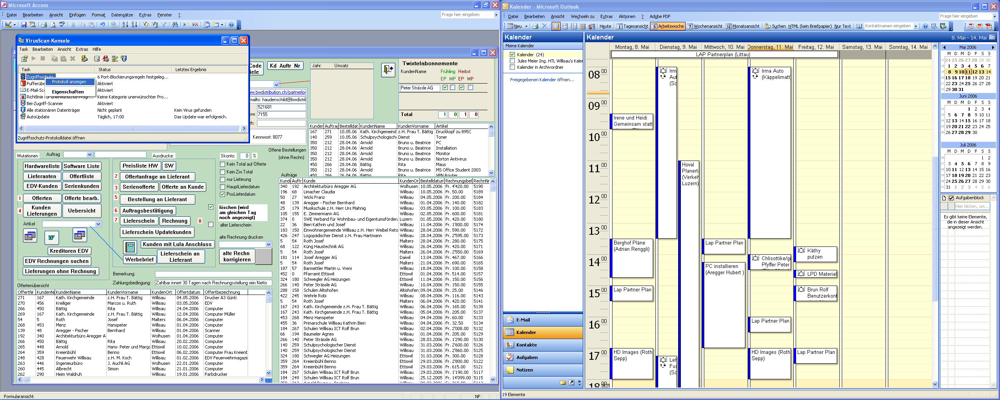 Microsoft Access
Datei Bearbeiten Ansicht Einfügen Format Datensätze Extras Fenster ?
Frage hier eingeben
VirusScan-Konsole
Task Bearbeiten Ansicht Extras Hilfe
Task Status Letztes Ergebnis
Zugriffsschutz 6 Port-Blockierungsregeln festgeleg...
Pufferübe Aktiviert
E-Mail-Sca Aktiviert
Richtlinie für unerwünschte Progr... Keine Kategorie erwünschter Pro...
Bei-Zugriff-Scanner Aktiviert
Alle stationären Datenträger Nicht geplant Kein Virus gefunden
AutoUpdate Täglich, 17:00 Das Update war erfolgreich.
Protokoll anzeigen
Eigenschaften
Zugriffsschutz-Protokolldatei öffnen
Code
iele
Kd Auftr Nr
Jahr: Umsatz
Twixtelabonnemente
KundenName Frühling Herbst
EP MP EP MP
Peter Strässle AG
Total 1 0 1 0
w.bwdistribution.ch/partnerlo
mailto: haudenschild@bwdistril
521681
7155
zh:
Kennwort: 8077
Offene Bestellungen
(ohne Rechn)
Kunder Auftrac Bestelldat KundenName KundenVorname Artikel
167 271 10.05.06 Kath. Kirchgemeind z.H. Frau T. Bättig Druckkopf zu 895C
140 259 10.05.06 Schulpsychologisch Dienst Toner
350 212 28.04.06 Arnold Bruno u. Beatrice PC
350 212 28.04.06 Arnold Bruno u. Beatrice Installation
350 212 28.04.06 Arnold Bruno u. Beatrice Monitor
350 212 28.04.06 Arnold Bruno u. Beatrice Norton Antivirus
450 266 28.04.06 Bättig Rita Maus
350 212 28.04.06 Arnold Bruno u. Beatrice MS Office Student 2003
450 266 26.04.06 Bättig Rita VPN Router
Mutationen Auftrag Ausdrucke:
Hardwareliste Software Liste
Lieferanten Offertliste
EDV-Kunden Serienkunden
1 Offerten Offerte bearb.
4 Kunden Lieferungen Uebersicht
Artikel
W
Kreditoren EDV
EDV Rechnungen suchen
Lieferungen ohne Rechnung
Preisliste HW SW
2 Offertanfrage an Lieferant
3 Serienofferte Offerte an Kunde
5 Bestellung an Lieferant
6 Auftragsbestätigung
7 Lieferschein Rechnung 8
Lieferschein Updatekunden
Kunden mit Lula Anschluss
Werbebrief Lieferschein an Lieferant
Skonto: 0 %
Kein Total auf Offerte
Kein Zw.Total
nur Lieferung
HauptLieferdatum
PosLieferdatum
löschen (wird
am gleichen Tag
noch angezeigt)
alter Lieferschein
alte Rechnung drucken
alte Rechn korrigieren
Bemerkung:
Zahlungsbedingung: Zahlbar innert 30 Tagen nach Rechnungsstellung rein Netto
Aufträge
Kunde Auftr Kunde KundenOr Bestelldatum Rechnungsbet RechnNr
340 192 Architekturbüro Aregger AG Wolhusen 10.05.2006 Fr. 4'420.00 5190
196 68 Limacher Claudia Willisau 10.05.2006 Fr. 50.00 5189
50 27 Wicki Franz Willisau 04.05.2006 Fr. 200.00 5184
48 139 Aregger - Fischer Bernhard Willisau 01.04.2006 Fr. 140.00 5182
25 179 Musikschule z.H. Herr Urs Mahnig Willisau 03.05.2006 Fr. 100.00 5183
105 155 E. Zimmermann AG Willisau 02.05.2006 Fr. 600.00 5181
374 0 SWE Verband für Wohnbau- und Eigentumsförderu Luzern 01.05.2006 Fr. 420.00 5180
22 36 Bieri Kathrin und Josef Willisau 11.04.2006 Fr. 1'800.00 5174
183 150 Einwohnergemeinde Willisau z.H. Herr Weibel Reto Willisau 28.04.2006 Fr. 590.00 5172
426 247 Logopädischer Dienst z.H. Frau Hartmann Willisau 28.04.2006 Fr. 2'595.00 5173
5 54 Roth Josef Malters 28.04.2006 Fr. 280.00 5175
68 122 Küng Haustechnik AG Willisau 26.04.2006 Fr. 420.00 5171
5 54 Roth Josef Malters 26.04.2006 Fr. 2'550.00 5169
181 114 Josef Aregger AG Daiwil 13.04.2006 Fr. 467.00 5166
5 54 Roth Josef Malters 21.04.2006 Fr. 690.00 5165
187 57 Barmettler Martin u. Vreni Willisau 18.04.2006 Fr. 100.00 5158
452 0 Pfarramt Ettiswil Ettiswil 01.04.2006 Fr. 514.00 5157
324 180 Schwegler AG Heizungen Ettiswil 11.04.2006 Fr. 150.00 5156
266 140 Peter Strässle AG Willisau 10.04.2006 Fr. 150.00 5155
288 158 Schulen Altishofen Altishofen 09.04.2006 Fr. 25.00 5146
422 245 Wehrle Robi Willisau 08.04.2006 Fr. 116.00 5143
5 54 Roth Josef Malters 06.04.2006 Fr. 420.00 5141
167 243 Kath. Kirchgemeinde z.H. Frau T. Bättig Willisau 06.04.2006 Fr. 165.00 5139
167 243 Kath. Kirchgemeinde z.H. Frau T. Bättig Willisau 05.04.2006 Fr. 205.00 5137
453 268 Menz Hanspeter Willisau 04.04.2006 Fr. 60.00 5133
455 36 Primarschule Willisau Kathrin Bieri Willisau 04.04.2006 Fr. 32.50 5134
184 267 Schulen Willisau ICT Rolf Brun Willisau 02.04.2006 Fr. 2'008.00 5132
66 194 Baumeler Agnes Willisau 01.04.2006 Fr. 205.00 5129
266 140 Peter Strässle AG Willisau 28.03.2006 Fr. 1'290.00 5130
140 259 Schulpsychologischer Dienst Willisau 31.03.2006 Fr. 2'600.00 5126
140 259 Schulpsychologischer Dienst Willisau 31.03.2006 Fr. 2'860.00 5125
324 180 Schwegler AG Heizungen Ettiswil 31.03.2006 Fr. 300.00 5128
359 264 Kreienbühl Benno Ettiswil 29.03.2006 Fr. 2'800.00 5122
359 264 Kreienbühl Benno Ettiswil 29.03.2006 Fr. 615.00 5121
184 267 Schulen Willisau ICT Rolf Brun Willisau 29.03.2006 Fr. 1'190.00 5117
184 249 Schulen Willisau ICT Rolf Brun Willisau 25.12.2005 Fr. 14'099.00 5115
Offertenübersicht
OffertNr KundenNr KundenName KundenVorname KundenOrt Offertdatum Offertbezeichnung
271 167 Kath. Kirchgemeinde z.H. Frau T. Bättig Willisau 04.05.2006 Drucker A3 Günti
270 456 Kreiliger Marcos u. Ruth Willisau 03.05.2006 EDV
266 450 Bättig Rita Willisau 24.04.2006 Computer
269 167 Kath. Kirchgemeinde z.H. Frau T. Bättig Willisau 12.04.2006 Computer Müller
54 5 Roth Josef Malters 06.04.2006 Computer
268 453 Menz Hanspeter Willisau 01.04.2006 Computer
139 48 Aregger - Fischer Bernhard Willisau 01.04.2006 Scanner
192 340 Architekturbüro Aregger A Wolhusen 01.04.2006 Computer
266 450 Bättig Rita Willisau 20.02.2006 Computer
265 448 Arnold Hans- Peter und Marga Ettiswil 10.02.2006 Computer
264 359 Kreienbühl Benno Ettiswil 06.02.2006 Computer Frau Kreienb
248 428 Feuerwehr Willisau z.H. M. Koch Willisau 01.02.2006 EDV Feuerwehrmagazi
263 446 Ingenieurbüro J. Auchli AG Wolhusen 22.01.2006 Computer
260 445 Albrecht Simon Willisau 21.01.2006 Computer
262 290 Heim Waldruh Willisau 19.01.2006 Farbdrucker
Formularansicht NF
Kalender - Microsoft Outlook
Datei Bearbeiten Ansicht Wechseln zu Extras Aktionen ? Adobe PDF
Frage hier eingeben
Neu Heute 1 Tagesansicht 5 Arbeitswoche 7 Wochenansicht 31 Monatsansicht Suchen HTML (kein Briefpapier) Nur Text Kontaktnamen eingeben
Kalender
Meine Kalender
Kalender (24)
Jules Meier Ing. HTL Willisau's Kaler
Kalender in Archivordner
Freigegebenen Kalender öffnen...
E-Mail
Kalender
Kontakte
Aufgaben
Notizen
Kalender 8. Mai - 14. Mai
Montag, 8. Mai Dienstag, 9. Mai Mittwoch, 10. Mai Donnerstag, 11. Mai Freitag, 12. Mai Samstag, 13. Mai Sonntag, 14. Mai
LAP Partnerplan (Littau)
08 00
09 00
10 00
11 00
12 00
13 00
14 00
15 00
16 00
17 00
18 00
Irene und Heidi
Gemeinsam statt
Berghof Pläne
(Adrian Renggli)
Lap Partner Plan
HD Images (Roth
Sepp)
Irm
Aut
(Sc
Hoval
Planerta
(Verkeh
Luzern)
Leh
Fus
(Sc
Lap Partner Plan
PC installieren
(Aregger Hubert )
Irma Auto
(Käppelimatt)
Chlisottike/gr
Pfyffer Peter
Lap Partner Plan
HD Images (Roth
Sepp)
Käthy
putzen
LPD Material
Brun Rolf
Benutzerkont
Lap Partner Plan
Mai 2006
M D M D F S S
17 24 25 26 27 28 29 30
18 1 2 3 4 5 6 7
19 8 9 10 11 12 13 14
20 15 16 17 18 19 20 21
21 22 23 24 25 26 27 28
22 29 30 31
Juni 2006
M D M D F S S
22 1 2 3 4
23 5 6 7 8 9 10 11
24 12 13 14 15 16 17 18
25 19 20 21 22 23 24 25
26 26 27 28 29 30
Juli 2006
M D M D F S S
26 1 2
27 3 4 5 6 7 8 9
28 10 11 12 13 14 15 16
29 17 18 19 20 21 22 23
30 24 25 26 27 28 29 30
31 31 1 2 3 4 5 6
Aufgabenblock
Hier klicken, um...
Es gibt keine Elemente,
die in dieser Ansicht
angezeigt werden.
19 Elemente